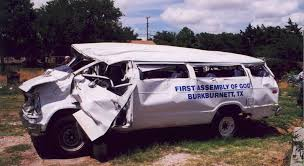 FIRST ASSEMBLY OF GOD
BURKBURNETT, TX